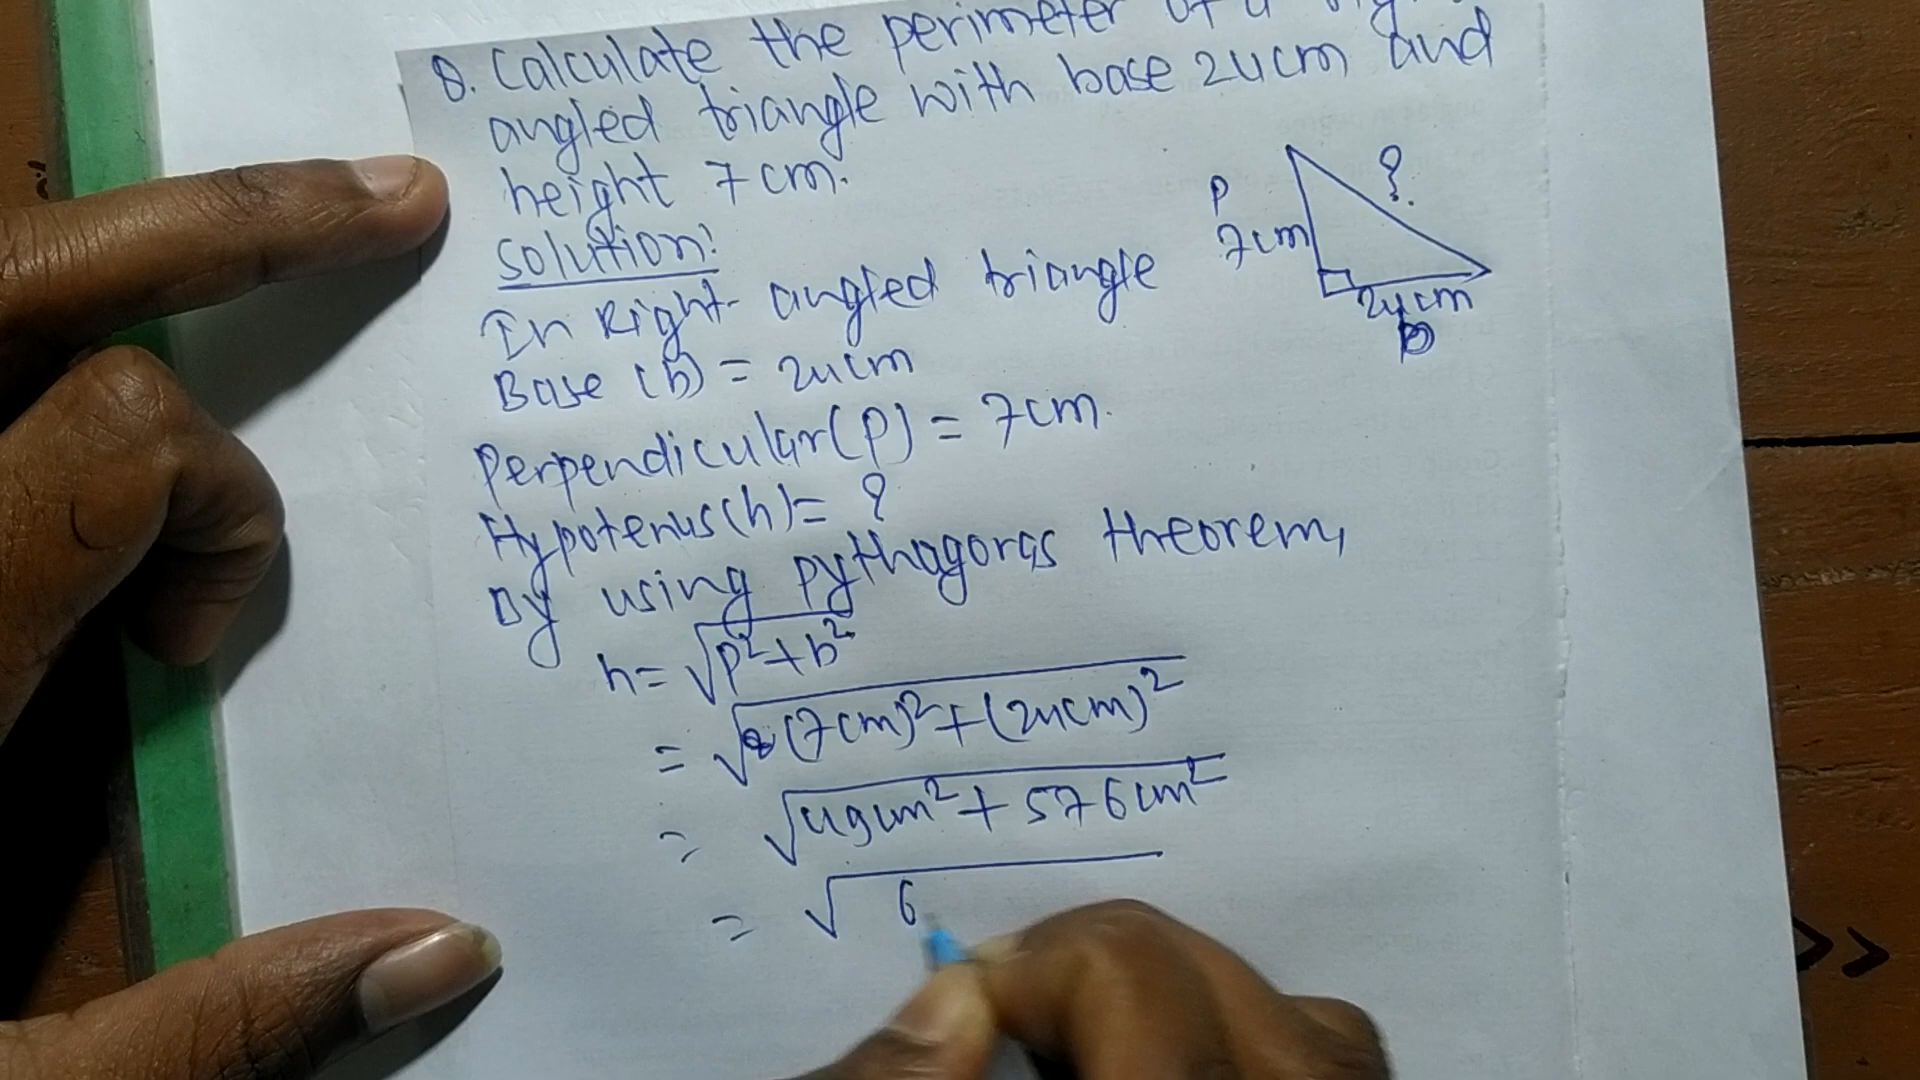 Q. Calculate the perimeter of a
angled triangle with base 24cm and
height 7cm.
solution:
In Right-angled triangle
Base (b) = 24cm
Perpendicular(P) = 7cm.
Hypotenus(h)= ?
By using pythagoras theorem,
h= √p²+b²
= √(7cm)²+(24cm)²
= √49cm²+576cm²
= √6
P
7cm
?
24cm
b